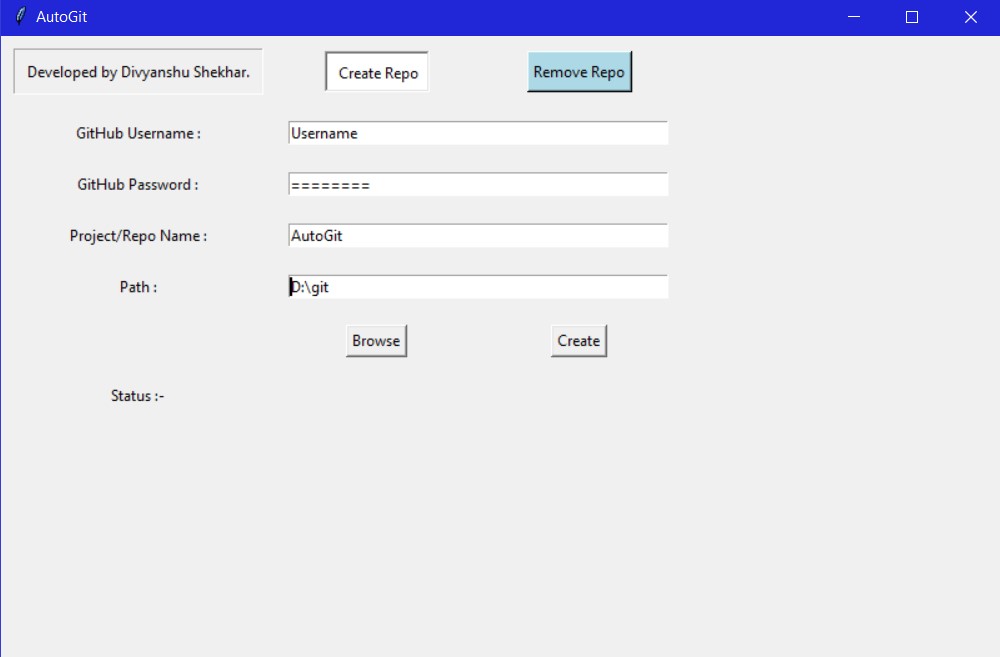 AutoGit
Developed by Divyanshu Shekhar. Create Repo Remove Repo
GitHub Username : Username
GitHub Password : ========
Project/Repo Name : AutoGit
Path : D:\git
Browse Create
Status :-